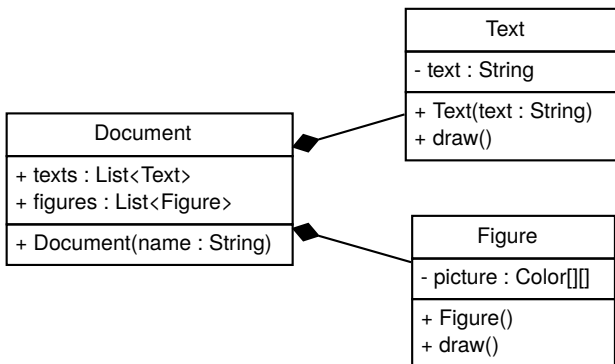 Text
- text : String
+ Text(text : String)
+ draw()
Document
+ texts : List<Text>
+ figures : List<Figure>
+ Document(name : String)
Figure
- picture : Color[][]
+ Figure()
+ draw()